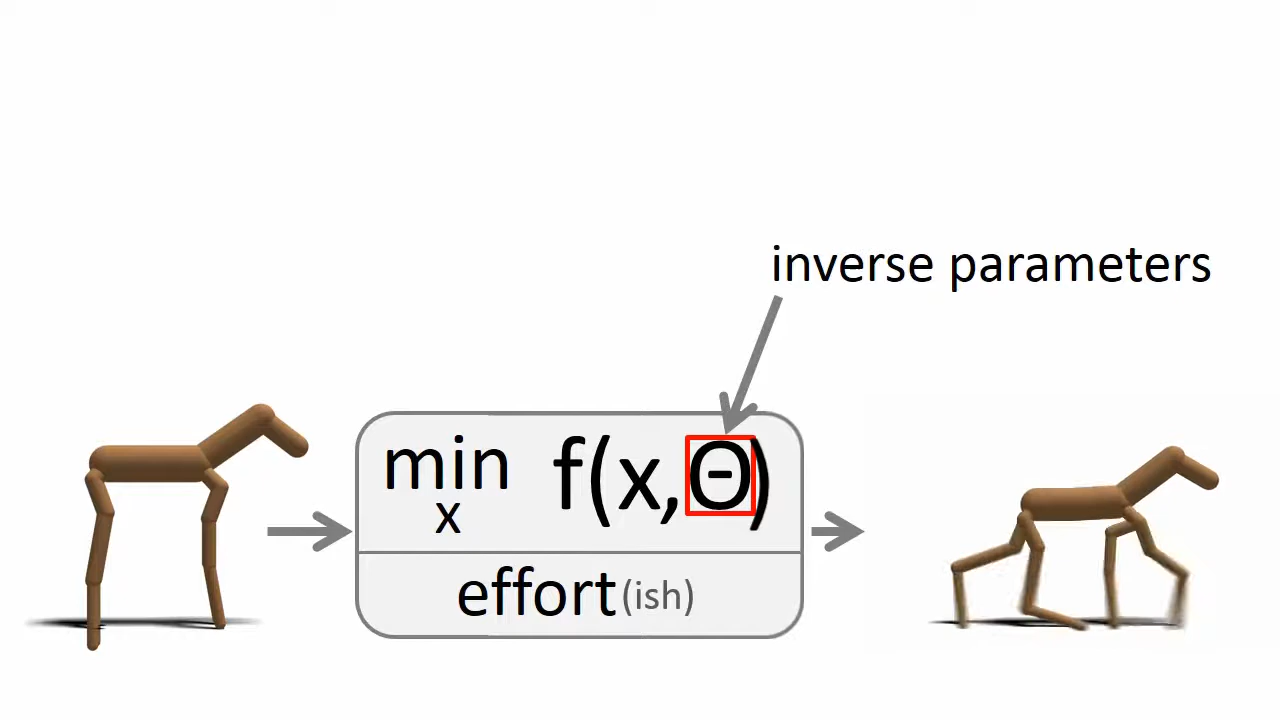 inverse parameters
min f(x,Θ)
x
effort(ish)